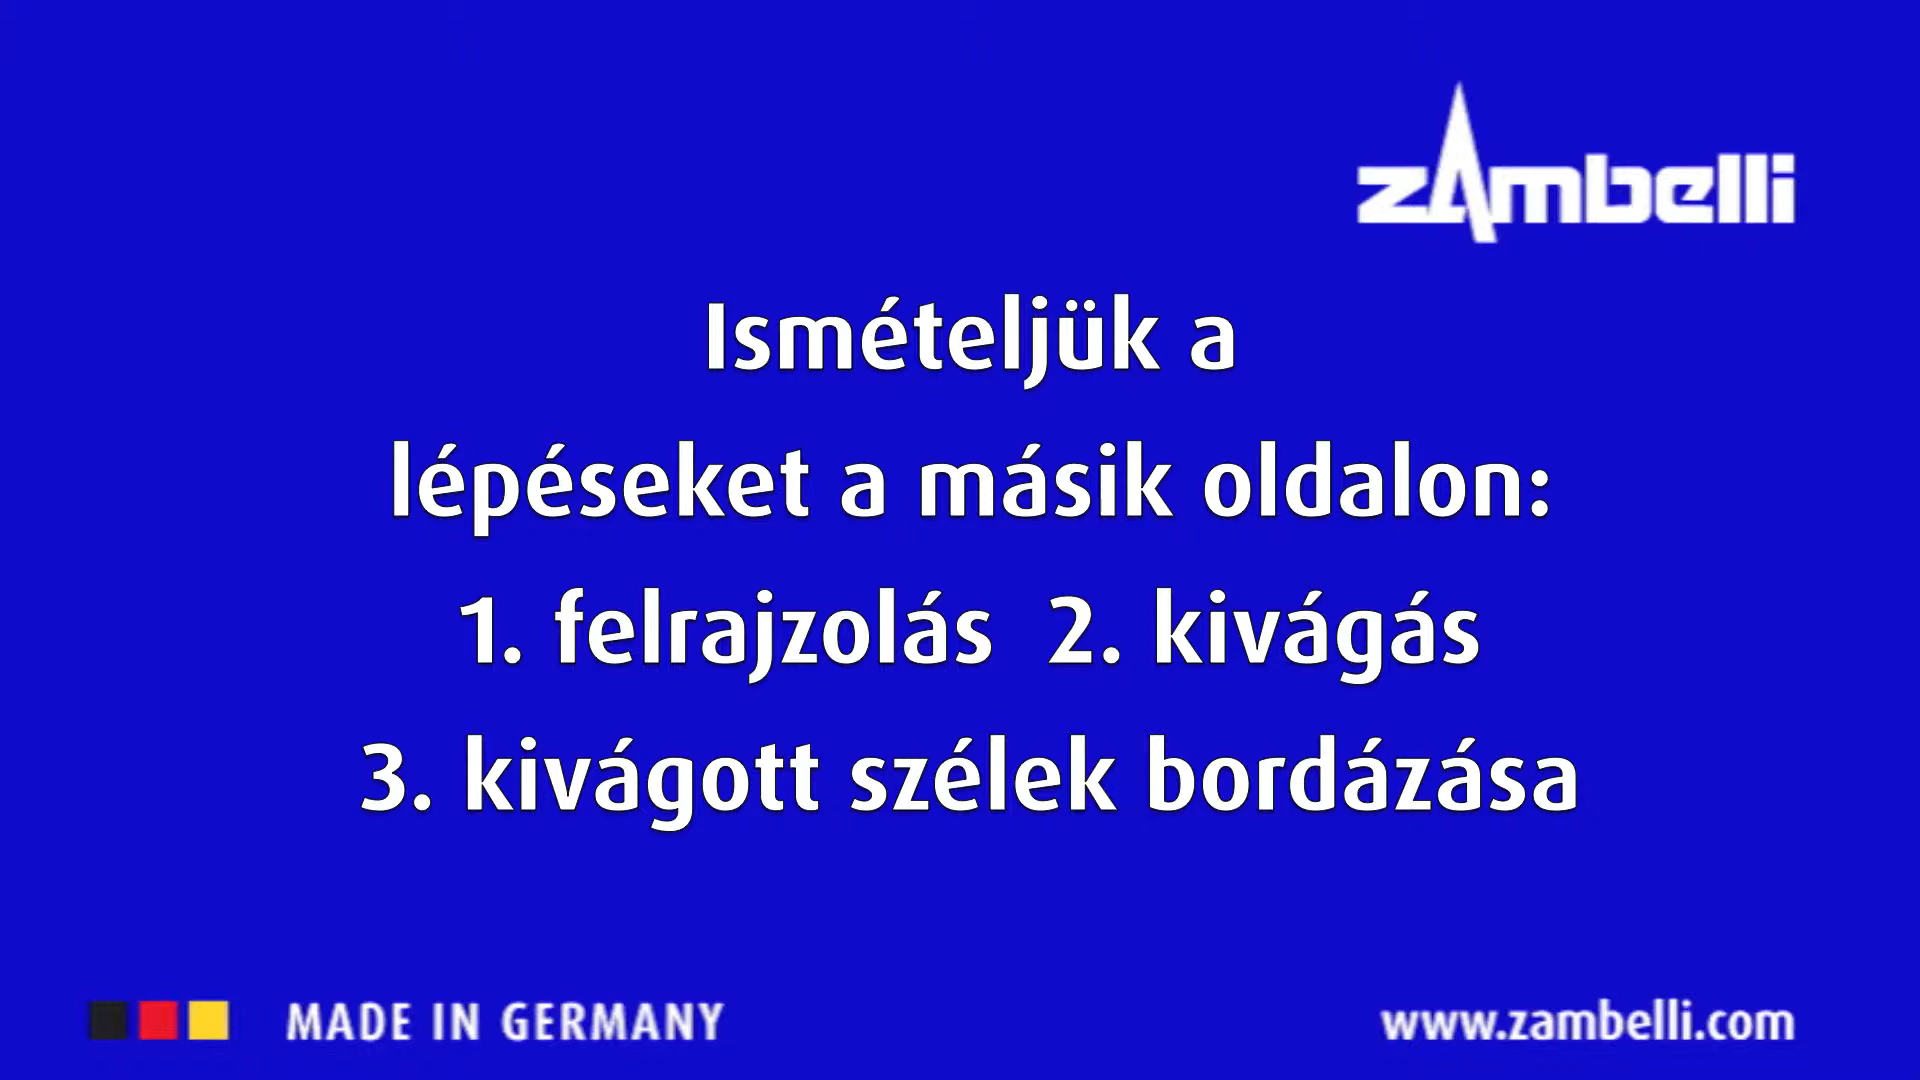 zambelli
Ismételjük a
lépéseket a másik oldalon:
1. felrajzolás 2. kivágás
3. kivágott szélek bordázása
MADE IN GERMANY
www.zambelli.com